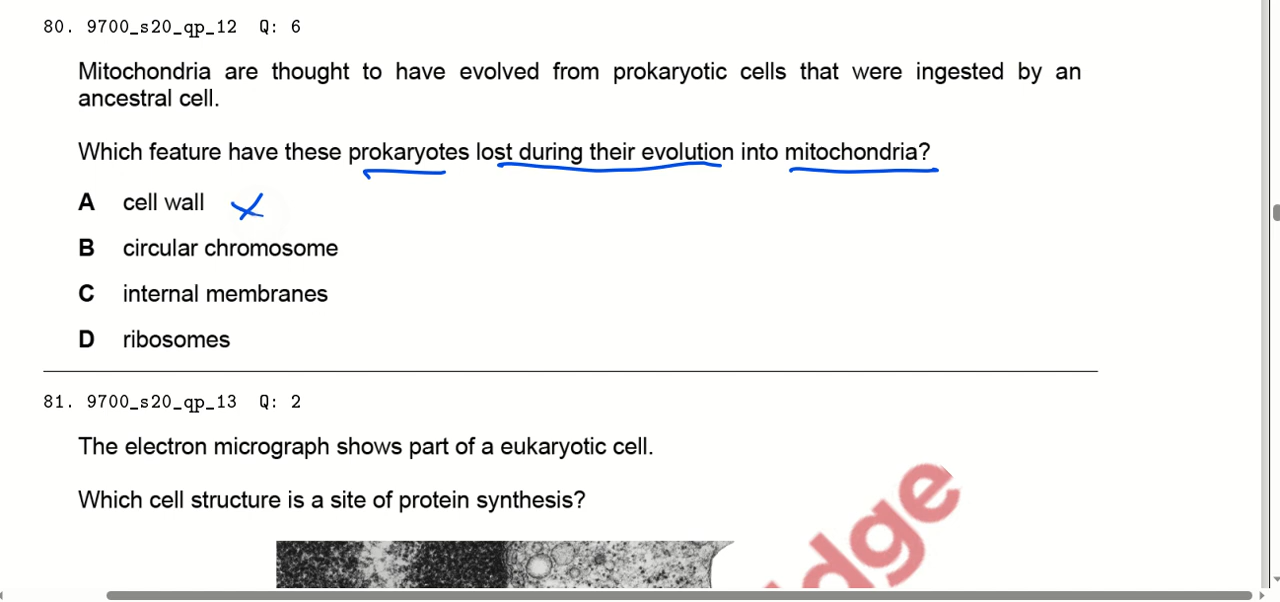 80. 9700_s20_qp_12 Q: 6
Mitochondria are thought to have evolved from prokaryotic cells that were ingested by an
ancestral cell.
Which feature have these prokaryotes lost during their evolution into mitochondria?
A cell wall
B circular chromosome
C internal membranes
D ribosomes
81. 9700_s20_qp_13 Q: 2
The electron micrograph shows part of a eukaryotic cell.
Which cell structure is a site of protein synthesis?
dge